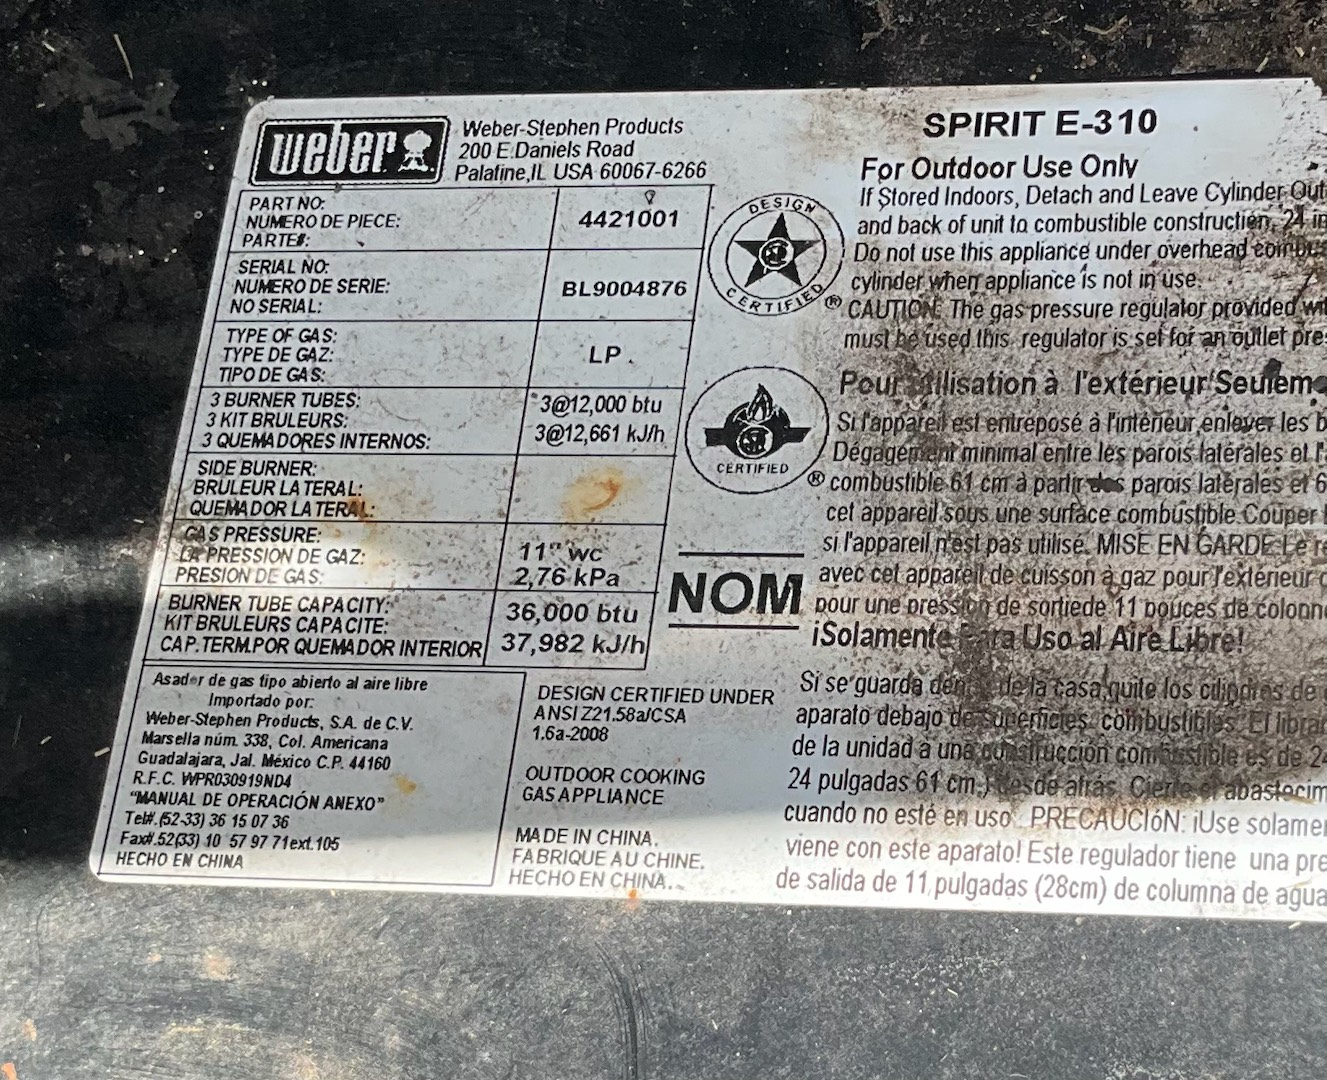 weber
Weber-Stephen Products
200 E.Daniels Road
Palatine,IL USA 60067-6266
PART NO:
NUMERO DE PIECE:
PARTE#:
4421001
SERIAL NO:
NUMERO DE SERIE:
NO SERIAL:
BL9004876
TYPE OF GAS:
TYPE DE GAZ:
TIPO DE GAS:
LP
3 BURNER TUBES:
3 KIT BRULEURS:
3 QUEMADORES INTERNOS:
3@12,000 btu
3@12,661 kJ/h
SIDE BURNER:
BRULEUR LATERAL:
QUEMADOR LATERAL:
GAS PRESSURE:
LA PRESSION DE GAZ:
PRESION DE GAS:
11" wc
2,76 kPa
BURNER TUBE CAPACITY:
KIT BRULEURS CAPACITE:
CAP.TERM.POR QUEMADOR INTERIOR
36,000 btu
37,982 kJ/h
Asador de gas tipo abierto al aire libre
Importado por:
Weber-Stephen Products, S.A. de C.V.
Marsella núm. 338, Col. Americana
Guadalajara, Jal. México C.P. 44160
R.F.C. WPR030919ND4
"MANUAL DE OPERACIÓN ANEXO"
Tel#.(52-33) 36 15 07 36
Fax#.52(33) 10 57 97 71ext.105
HECHO EN CHINA
DESIGN CERTIFIED UNDER
ANSI Z21.58a/CSA
1.6a-2008
OUTDOOR COOKING
GAS APPLIANCE
MADE IN CHINA.
FABRIQUE AU CHINE.
HECHO EN CHINA.
DESIGN
CERTIFIED
®
CERTIFIED
®
NOM
SPIRIT E-310
For Outdoor Use Only
If Stored Indoors, Detach and Leave Cylinder
and back of unit to combustible construction, 24
Do not use this appliance under overhead
cylinder when appliance is not in use.
CAUTION: The gas pressure regulator provided
must be used this regulator is set for an outlet
Pour utilisation à l'extérieur Seulem
Si l'appareil est entreposé à l'intérieur enlever les
Dégagement minimal entre les parois latérales et
combustible 61 cm à partir des parois latérales et
cet appareil sous une surface combustible.Couper
si l'appareil n'est pas utilisé. MISE EN GARDE:Le
avec cet appareil de cuisson à gaz pour l'extérieur
pour une pression de sortiede 11 pouces de colonn
¡Solamente Para Uso al Aire Libre!
Si se guarda de la casa,quite los cilindros de
aparato debajo de superficies combustibles. El
de la unidad a una construcción combustible es de
24 pulgadas 61 cm.) desde atrás. Cierre el
cuando no esté en uso. PRECAUCIóN: ¡Use solame
viene con este aparato! Este regulador tiene una
de salida de 11 pulgadas (28cm) de columna de agua